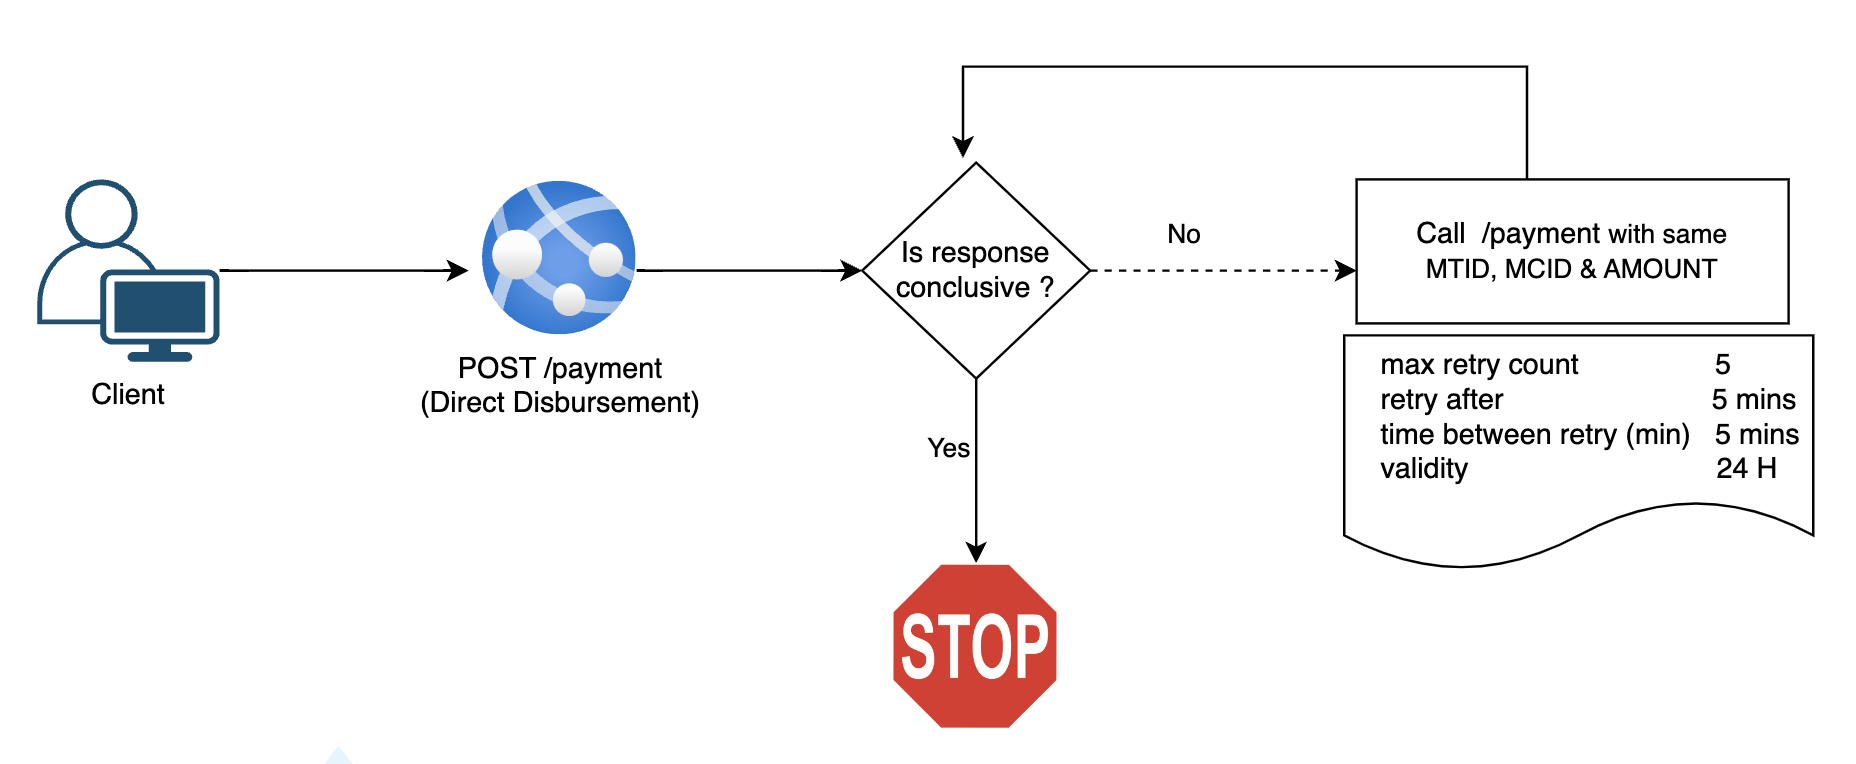 Client
POST /payment
(Direct Disbursement)
Is response
conclusive ?
No
Yes
STOP
Call /payment with same
MTID, MCID & AMOUNT
max retry count 5
retry after 5 mins
time between retry (min) 5 mins
validity 24 H